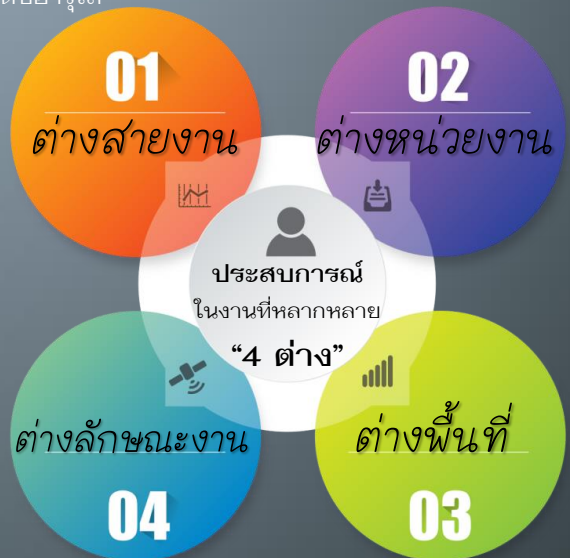 01
ต่างสายงาน
02
ต่างหน่วยงาน
ประสบการณ์
ในงานที่หลากหลาย
“4 ต่าง”
ต่างพื้นที่
03
ต่างลักษณะงาน
04